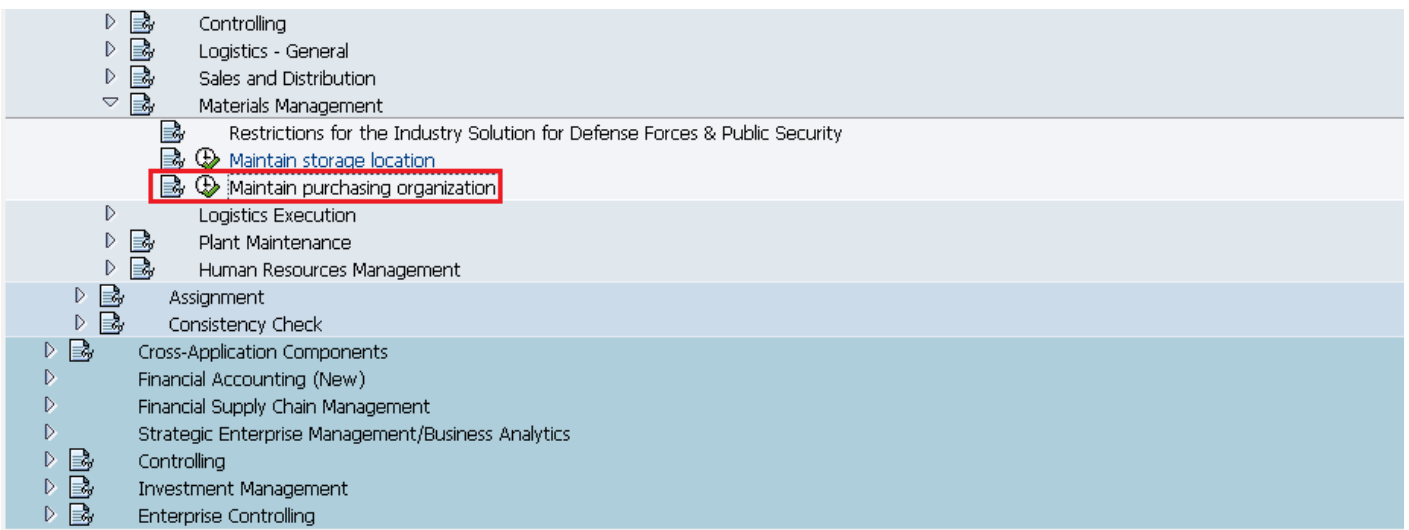 Controlling
Logistics - General
Sales and Distribution
Materials Management
Restrictions for the Industry Solution for Defense Forces & Public Security
Maintain storage location
Maintain purchasing organization
Logistics Execution
Plant Maintenance
Human Resources Management
Assignment
Consistency Check
Cross-Application Components
Financial Accounting (New)
Financial Supply Chain Management
Strategic Enterprise Management/Business Analytics
Controlling
Investment Management
Enterprise Controlling